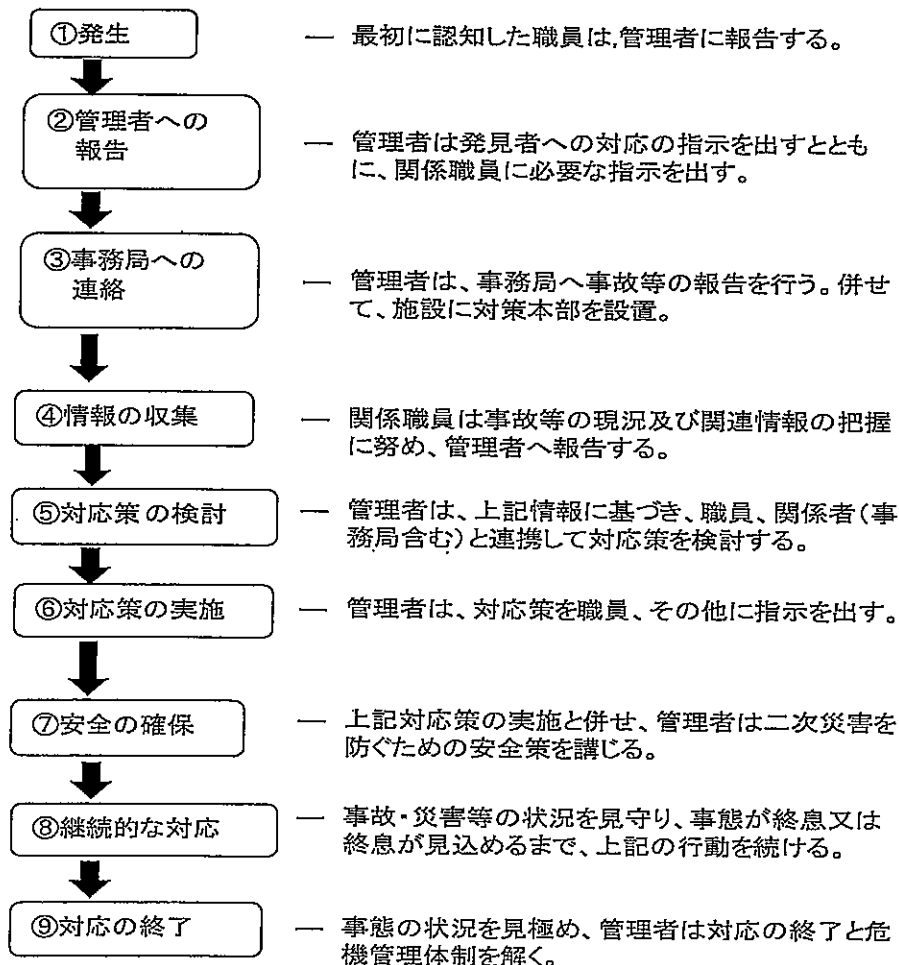 ①発生
― 最初に認知した職員は,管理者に報告する。
②管理者への
報告
― 管理者は発見者への対応の指示を出すととも
に、関係職員に必要な指示を出す。
③事務局への
連絡
― 管理者は、事務局へ事故等の報告を行う。併せ
て、施設に対策本部を設置。
④情報の収集
― 関係職員は事故等の現況及び関連情報の把握
に努め、管理者へ報告する。
⑤対応策の検討
― 管理者は、上記情報に基づき、職員、関係者(事
務局含む)と連携して対応策を検討する。
⑥対応策の実施
― 管理者は、対応策を職員、その他に指示を出す。
⑦安全の確保
― 上記対応策の実施と併せ、管理者は二次災害を
防ぐための安全策を講じる。
⑧継続的な対応
― 事故・災害等の状況を見守り、事態が終息又は
終息が見込めるまで、上記の行動を続ける。
⑨対応の終了
― 事態の状況を見極め、管理者は対応の終了と危
機管理体制を解く。